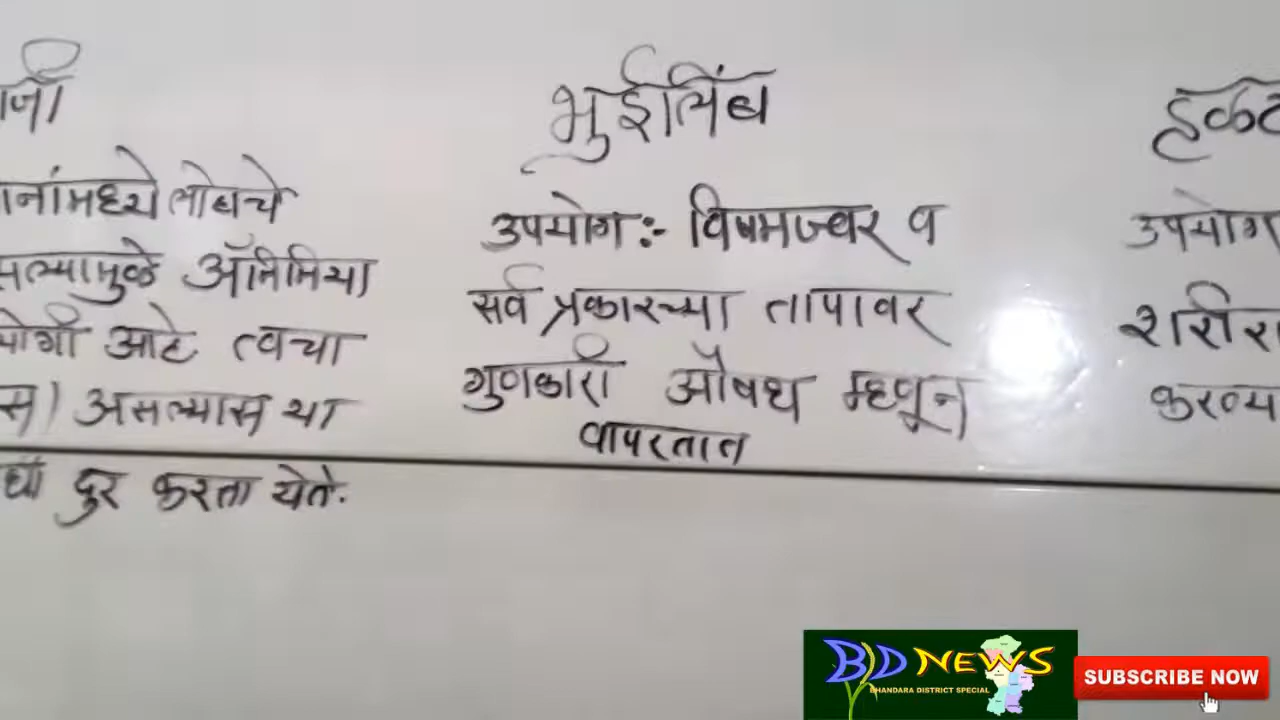 भुईलिंब
उपयोग :- विषमज्वर व
सर्व प्रकारच्या तापावर
गुणकारी औषध म्हणून
वापरतात
नांमध्ये लोहाचे
सल्यामुळे ॲनिमिया
योगी आहे त्वचा
स) असल्यास या
दुर करता येते.
हळद
उपयोग
शरीरा
करण्य
BD NEWS
BHANDARA DISTRICT SPECIAL
SUBSCRIBE NOW